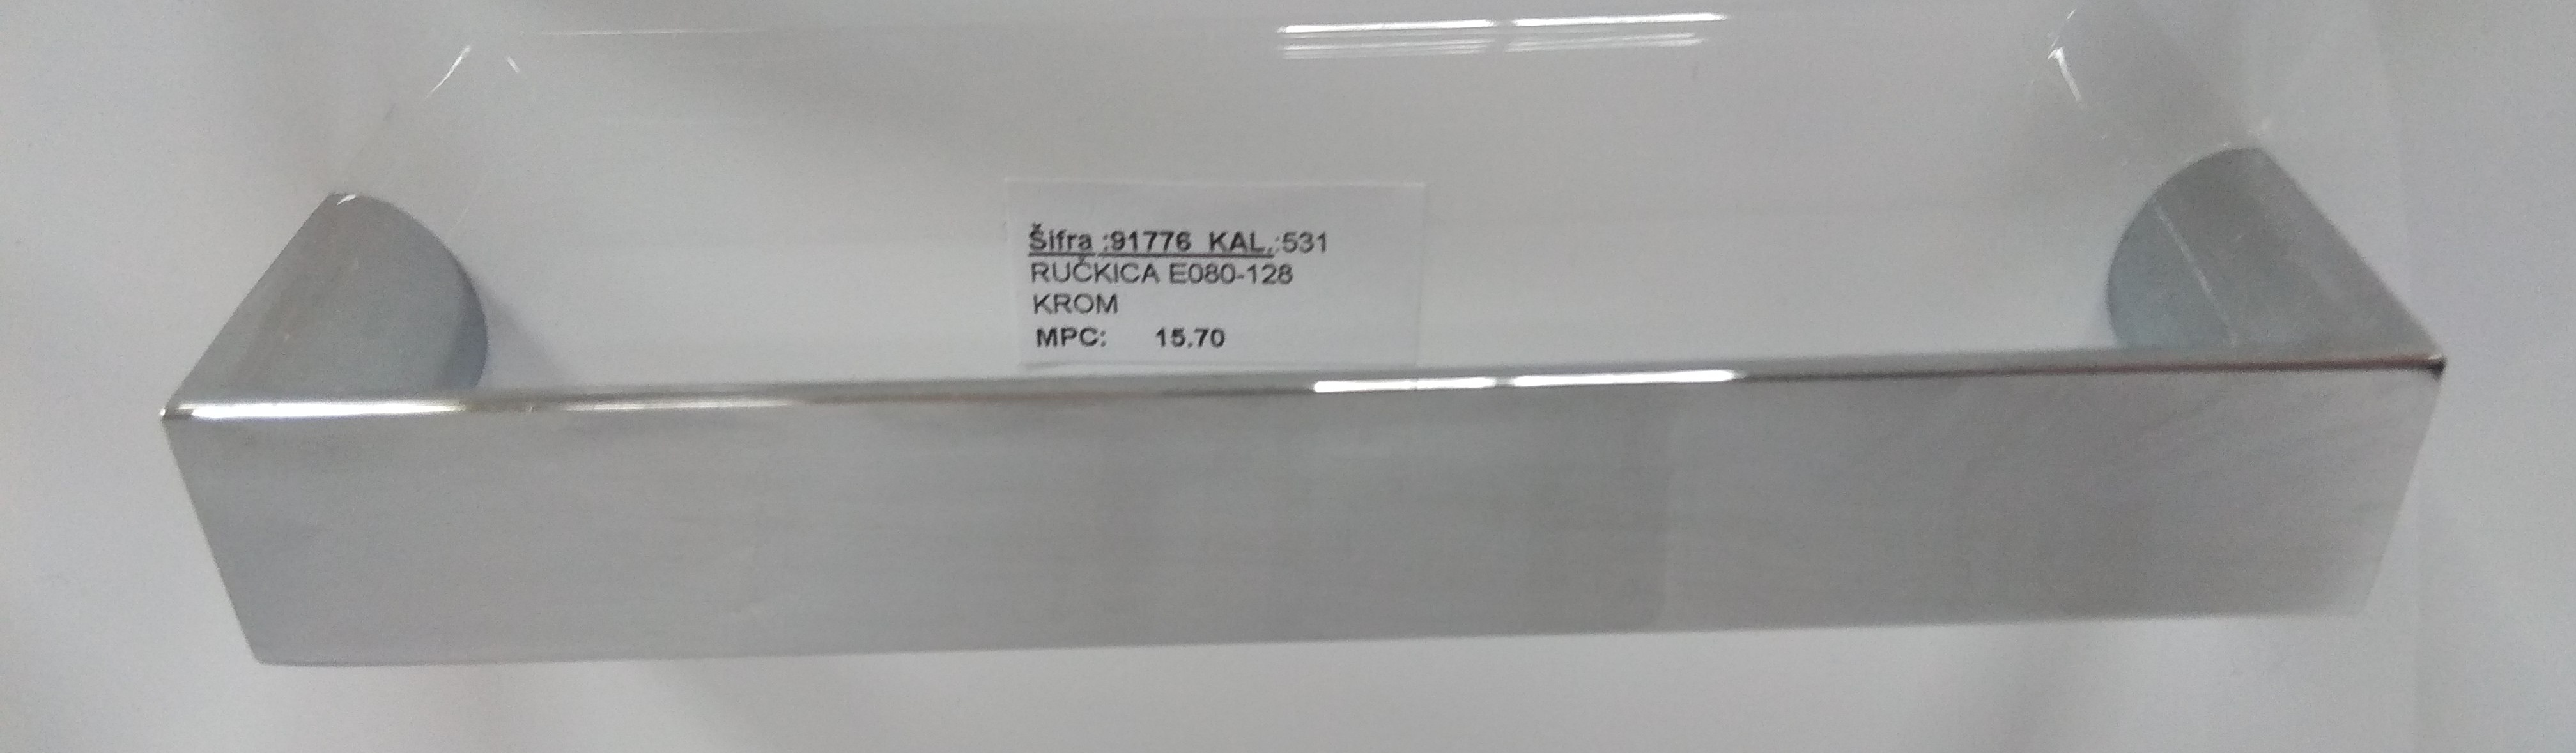 Šifra :91776 KAL.:531
RUČKICA E080-128
KROM
MPC: 15.70